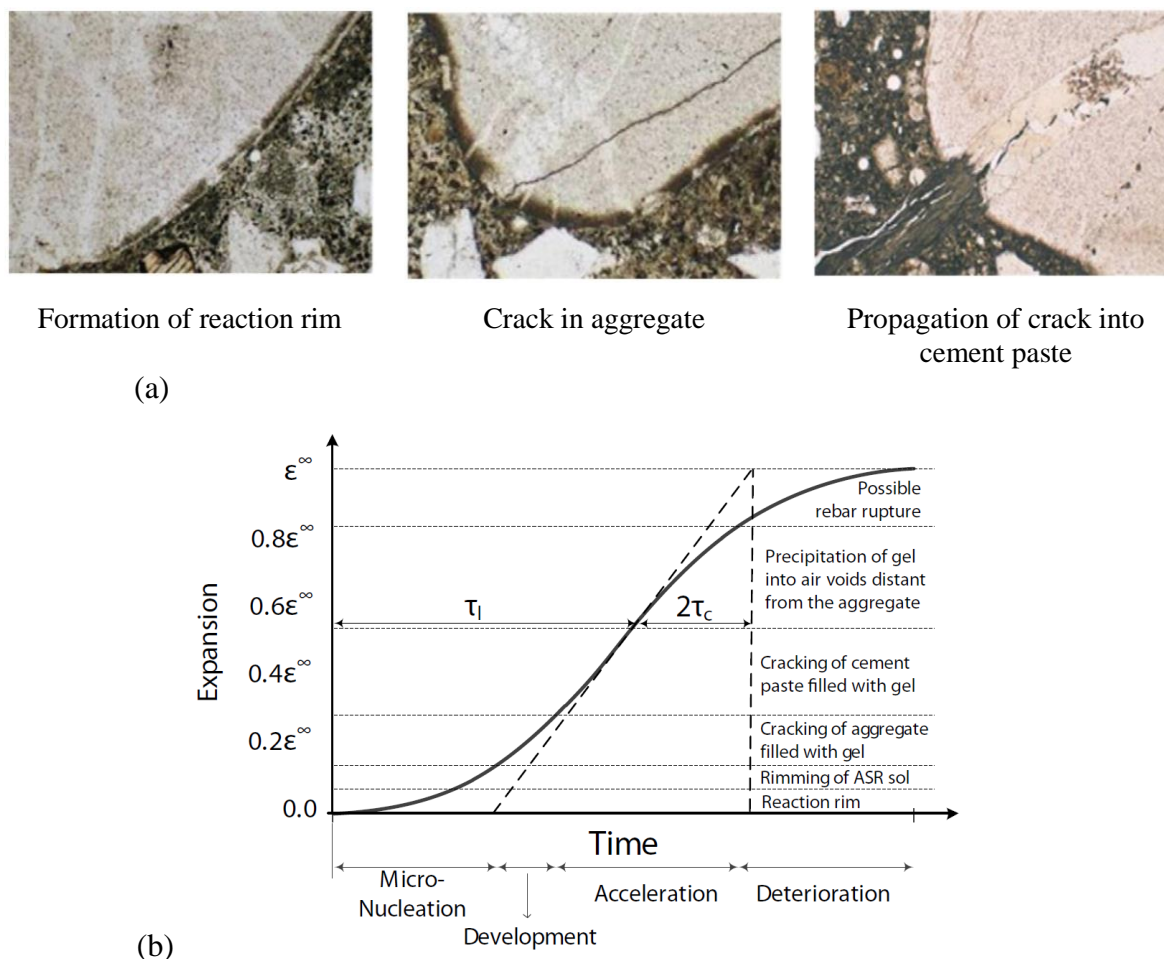 Formation of reaction rim
Crack in aggregate
Propagation of crack into
cement paste
(a)
Expansion
ε∞
0.8ε∞
0.6ε∞
0.4ε∞
0.2ε∞
0.0
τl
2τc
Possible
rebar rupture
Precipitation of gel
into air voids distant
from the aggregate
Cracking of cement
paste filled with gel
Cracking of aggregate
filled with gel
Rimming of ASR sol
Reaction rim
Time
Micro-
Nucleation
Development
Acceleration
Deterioration
(b)